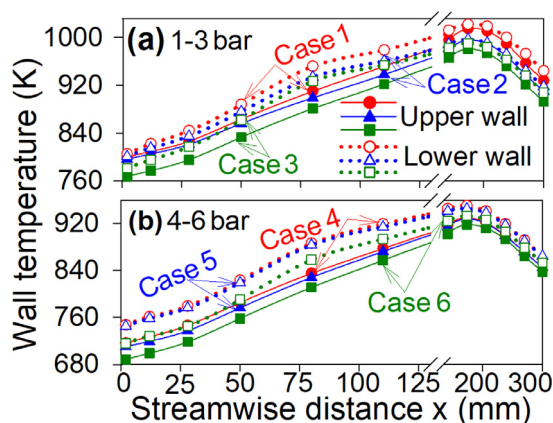 Wall temperature (K)
1000
920
840
760
(a) 1-3 bar
Case 1
Case 2
Case 3
Upper wall
Lower wall
920
840
760
680
(b) 4-6 bar
Case 4
Case 5
Case 6
0 25 50 75 100 125 200 300
Streamwise distance x (mm)